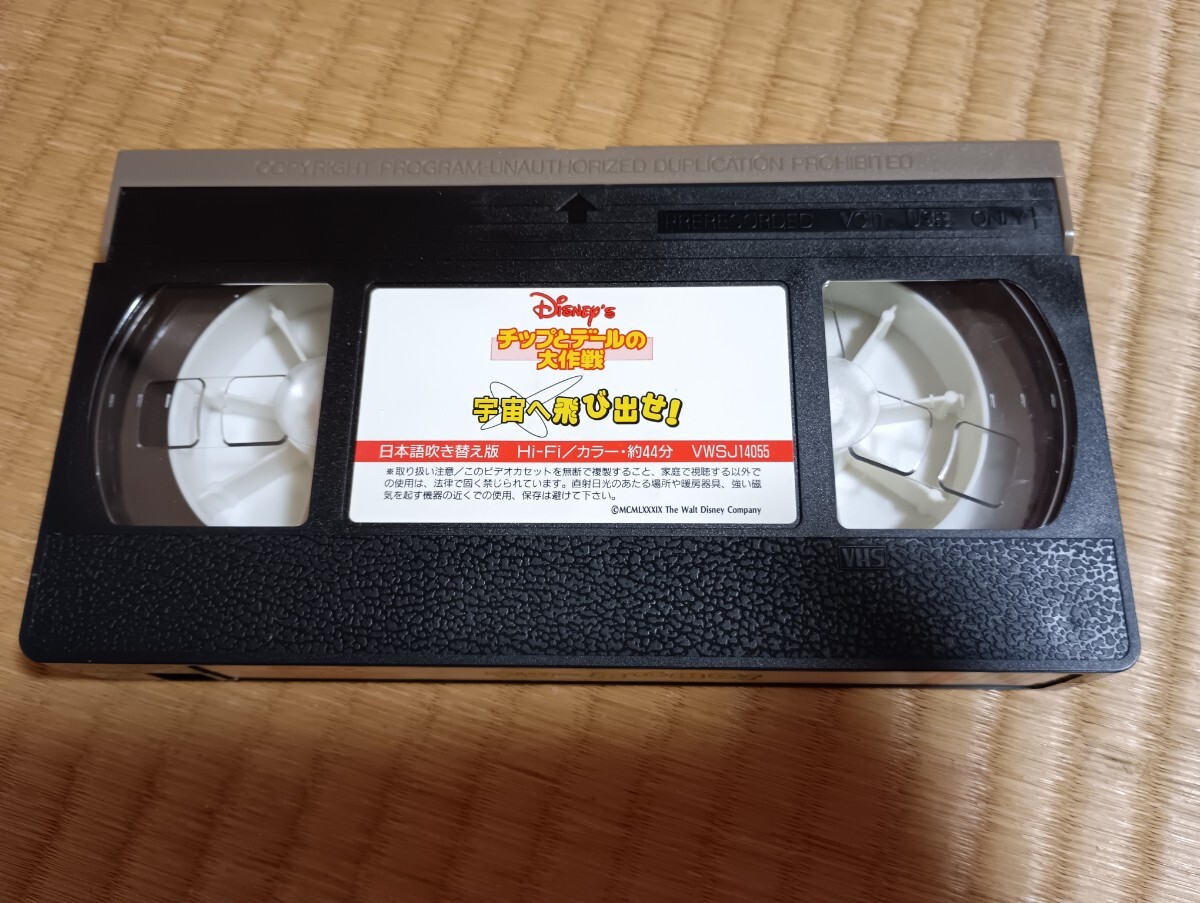 COPYRIGHT PROGRAM-UNAUTHORIZED DUPLICATION PROHIBITED
PRERECORDED VCR USE ONLY
DISNEY'S
チップとデールの
大作戦
宇宙へ飛び出せ!
日本語吹き替え版 Hi-Fi/カラー・約44分 VWSJ14055
※取り扱い注意/このビデオカセットを無断で複製すること、家庭で視聴する以外で
の使用は、法律で固く禁じられています。直射日光のあたる場所や暖房器具、強い磁
気を起す機器の近くでの使用、保存は避けて下さい。
©MCMLXXXIX The Walt Disney Company
VHS